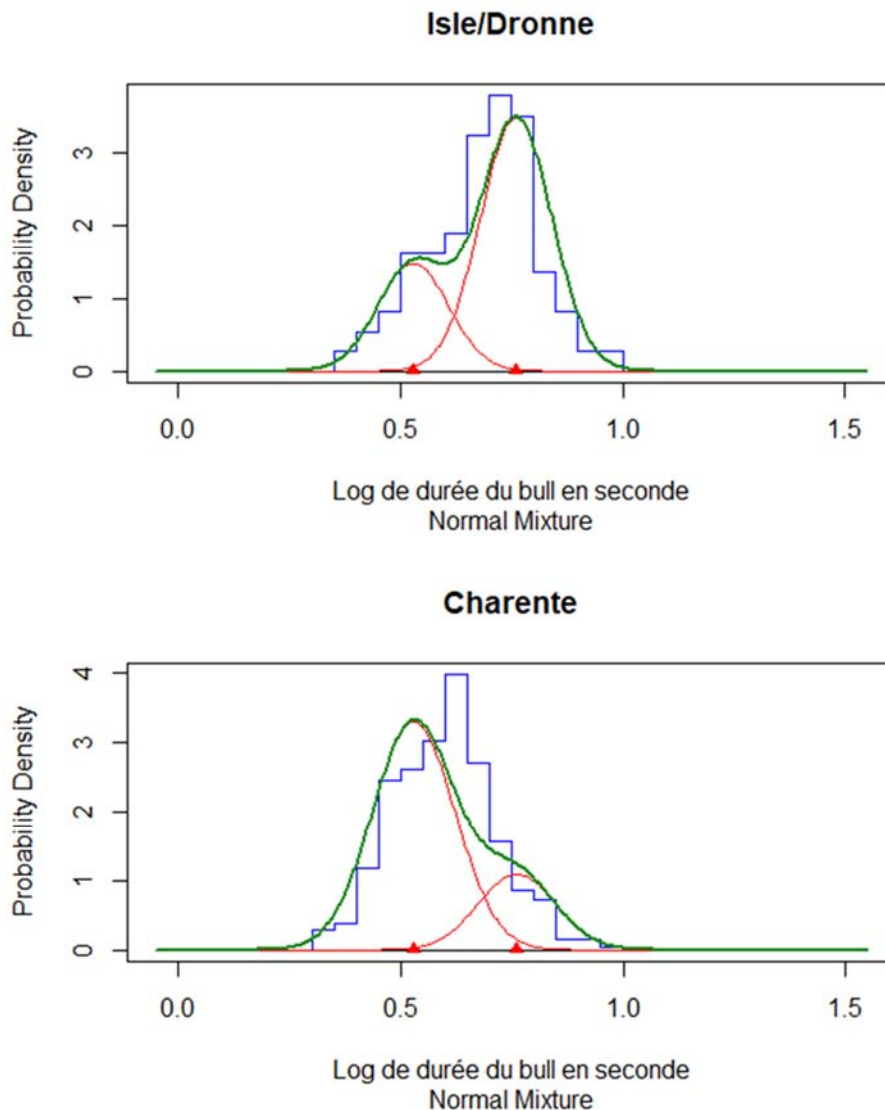 Isle/Dronne
Probability Density
3
2
1
0
0.0 0.5 1.0 1.5
Log de durée du bull en seconde
Normal Mixture
Charente
Probability Density
4
3
2
1
0
0.0 0.5 1.0 1.5
Log de durée du bull en seconde
Normal Mixture